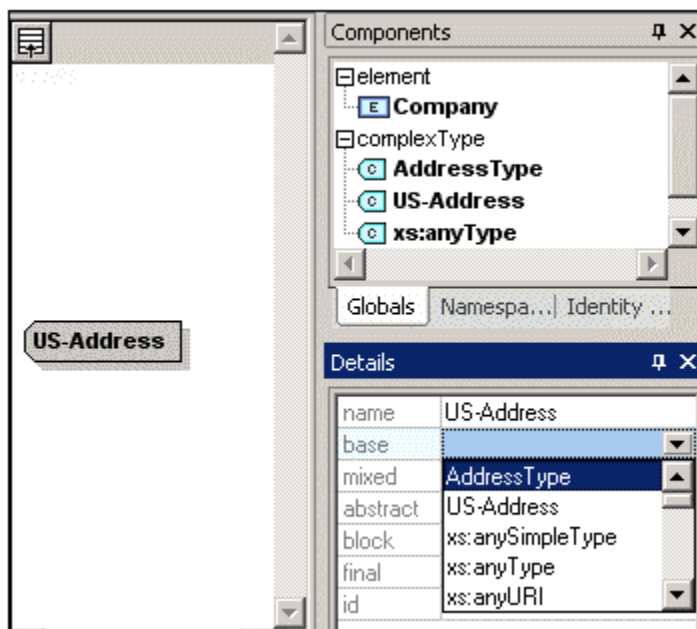 Components
element
E Company
complexType
C AddressType
C US-Address
C xs:anyType
Globals Namespa... Identity ...
US-Address
Details
name US-Address
base
mixed AddressType
abstract US-Address
block xs:anySimpleType
final xs:anyType
id xs:anyURI